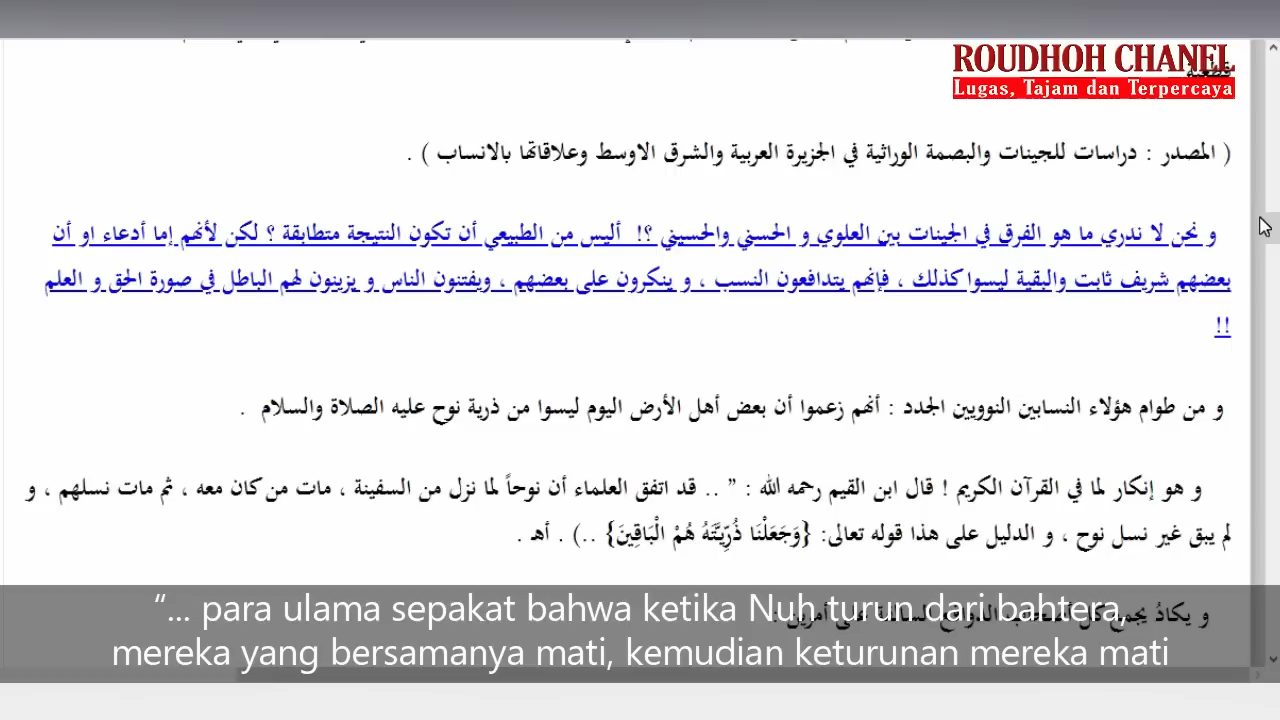 ROUDHOH CHANEL
Lugas, Tajam dan Terpercaya
( المصدر : دراسات للجينات والبصمة الوراثية في الجزيرة العربية والشرق الاوسط وعلاقاتها بالانساب ) .
و نحن لا ندري ما هو الفرق في الجينات بين العلوي و الحسني والحسيني ؟! أليس من الطبيعي أن تكون النتيجة متطابقة ؟ لكن لأنهم إما أدعاء او أن
بعضهم شريف ثابت والبقية ليسوا كذلك ، فإنهم يتدافعون النسب ، و ينكرون على بعضهم ، ويفتنون الناس و يزينون لهم الباطل في صورة الحق و العلم
!!
و من طوام هؤلاء النسابين النوويين الجدد : أنهم زعموا أن بعض أهل الأرض اليوم ليسوا من ذرية نوح عليه الصلاة والسلام .
و هو إنكار لما في القرآن الكريم ! قال ابن القيم رحمه الله : " .. قد اتفق العلماء أن نوحاً لما نزل من السفينة ، مات من كان معه ، ثم مات نسلهم ، و
لم يبق غير نسل نوح ، و الدليل على هذا قوله تعالى: {وَجَعَلْنَا ذُرِّيَّتَهُ هُمْ الْبَاقِينَ} ..) . أهـ .
و يكادُ يجمع كل
على أمرين :
“... para ulama sepakat bahwa ketika Nuh turun dari bahtera,
mereka yang bersamanya mati, kemudian keturunan mereka mati